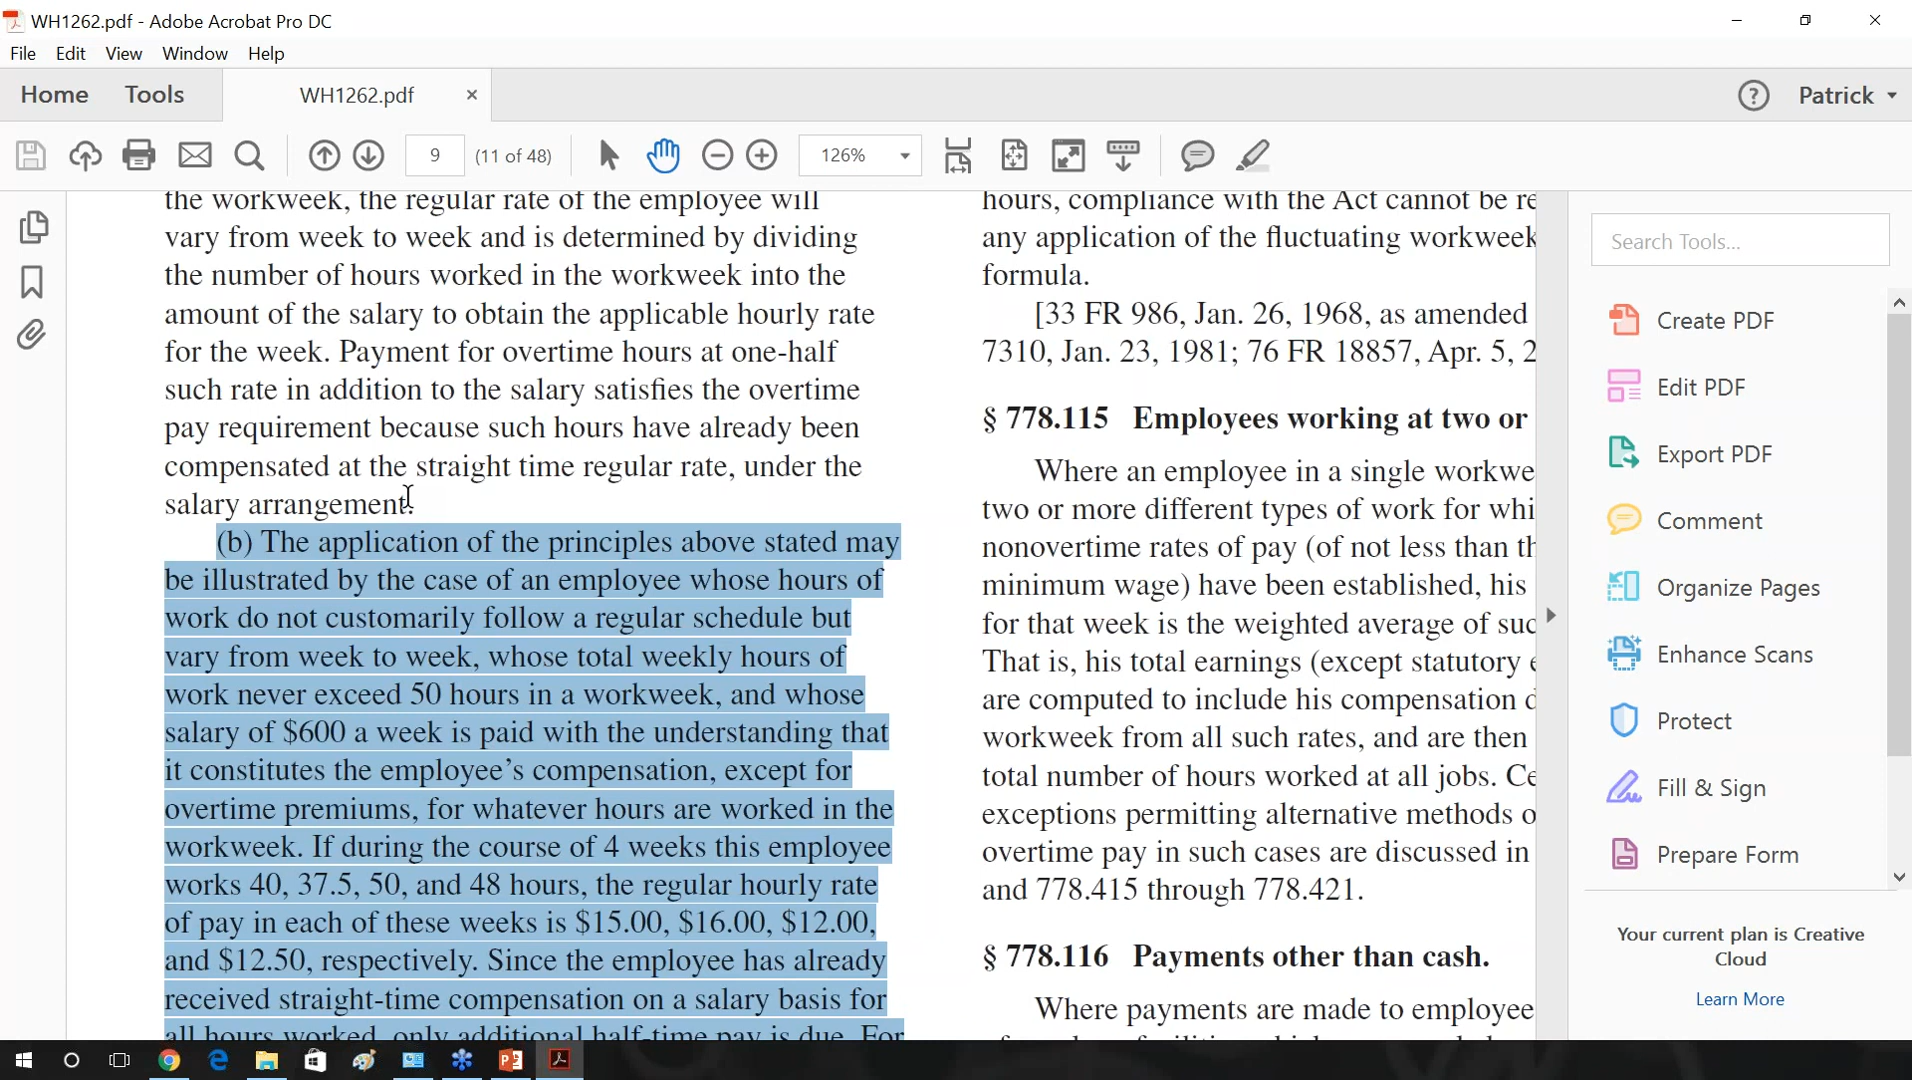 WH1262.pdf - Adobe Acrobat Pro DC
File Edit View Window Help
Home Tools WH1262.pdf × ? Patrick
9 (11 of 48) 126%
the workweek, the regular rate of the employee will
vary from week to week and is determined by dividing
the number of hours worked in the workweek into the
amount of the salary to obtain the applicable hourly rate
for the week. Payment for overtime hours at one-half
such rate in addition to the salary satisfies the overtime
pay requirement because such hours have already been
compensated at the straight time regular rate, under the
salary arrangement.
(b) The application of the principles above stated may
be illustrated by the case of an employee whose hours of
work do not customarily follow a regular schedule but
vary from week to week, whose total weekly hours of
work never exceed 50 hours in a workweek, and whose
salary of $600 a week is paid with the understanding that
it constitutes the employee’s compensation, except for
overtime premiums, for whatever hours are worked in the
workweek. If during the course of 4 weeks this employee
works 40, 37.5, 50, and 48 hours, the regular hourly rate
of pay in each of these weeks is $15.00, $16.00, $12.00,
and $12.50, respectively. Since the employee has already
received straight-time compensation on a salary basis for
all hours worked, only additional half-time pay is due. For
hours, compliance with the Act cannot be re
any application of the fluctuating workweek
formula.
[33 FR 986, Jan. 26, 1968, as amended
7310, Jan. 23, 1981; 76 FR 18857, Apr. 5, 2
§ 778.115 Employees working at two or
Where an employee in a single workwe
two or more different types of work for whi
nonovertime rates of pay (of not less than th
minimum wage) have been established, his
for that week is the weighted average of suc
That is, his total earnings (except statutory e
are computed to include his compensation d
workweek from all such rates, and are then
total number of hours worked at all jobs. Ce
exceptions permitting alternative methods o
overtime pay in such cases are discussed in
and 778.415 through 778.421.
§ 778.116 Payments other than cash.
Where payments are made to employee
Search Tools...
Create PDF
Edit PDF
Export PDF
Comment
Organize Pages
Enhance Scans
Protect
Fill & Sign
Prepare Form
Your current plan is Creative
Cloud
Learn More